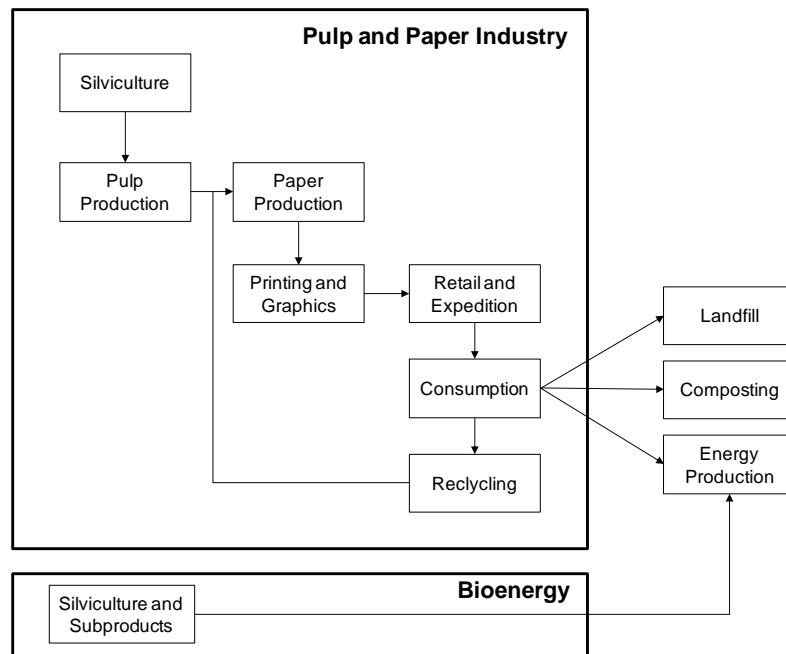 Pulp and Paper Industry
Silviculture
Pulp
Production
Paper
Production
Printing and
Graphics
Retail and
Expedition
Landfill
Consumption
Composting
Reclycling
Energy
Production
Bioenergy
Silviculture and
Subproducts